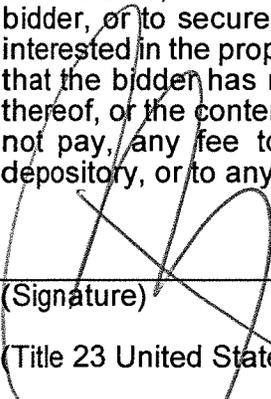 bidder, or to secure
interested in the prop
that the bidder has
thereof, or the conte
not pay, any fee to
depository, or to any
(Signature)
(Title 23 United State